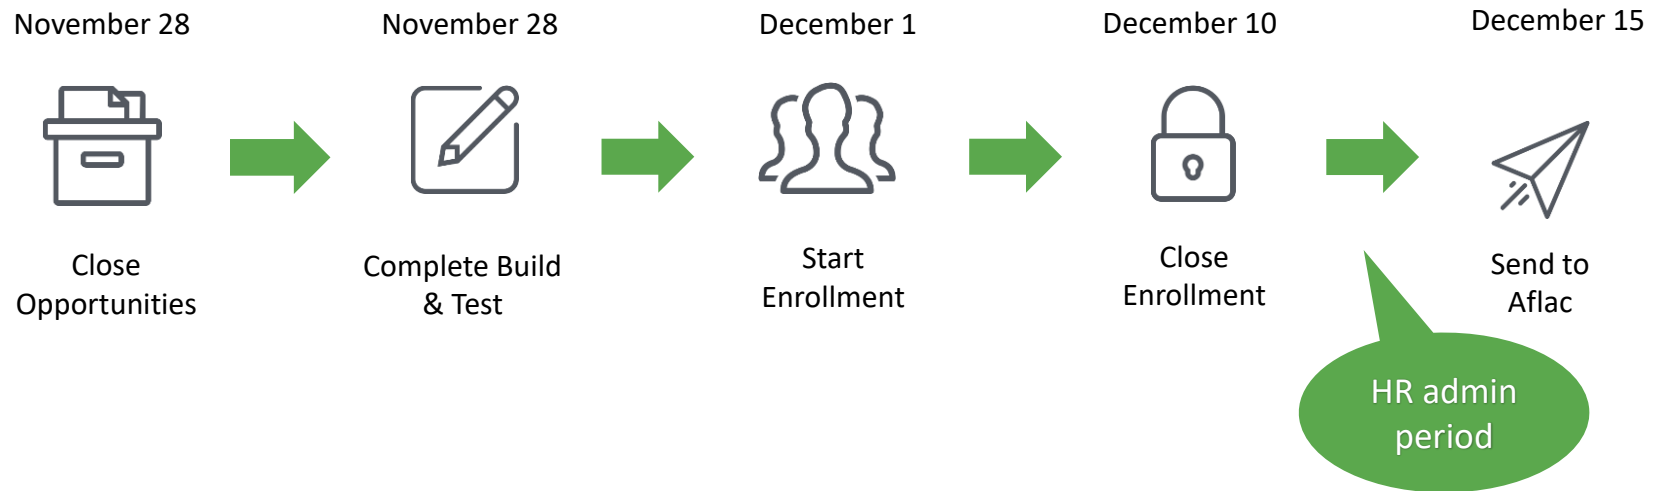 November 28
November 28
December 1
December 10
December 15
Close
Opportunities
Complete Build
& Test
Start
Enrollment
Close
Enrollment
Send to
Aflac
HR admin
period